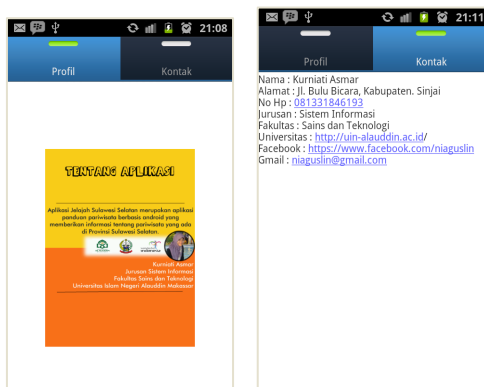 21:08
Profil
Kontak
TENTANG APLIKASI
Aplikasi Jelajah Sulawesi Selatan merupakan aplikasi
panduan pariwisata berbasis android yang
memberikan informasi tentang pariwisata yang ada
di Provinsi Sulawesi Selatan.
Kurniati Asmar
Jurusan Sistem Informasi
Fakultas Sains dan Teknologi
Universitas Islam Negeri Alauddin Makassar
21:11
Profil
Kontak
Nama : Kurniati Asmar
Alamat : Jl. Bulu Bicara, Kabupaten. Sinjai
No Hp : 081331846193
Jurusan : Sistem Informasi
Fakultas : Sains dan Teknologi
Universitas : http://uin-alauddin.ac.id/
Facebook : https://www.facebook.com/niaguslin
Gmail : niaguslin@gmail.com